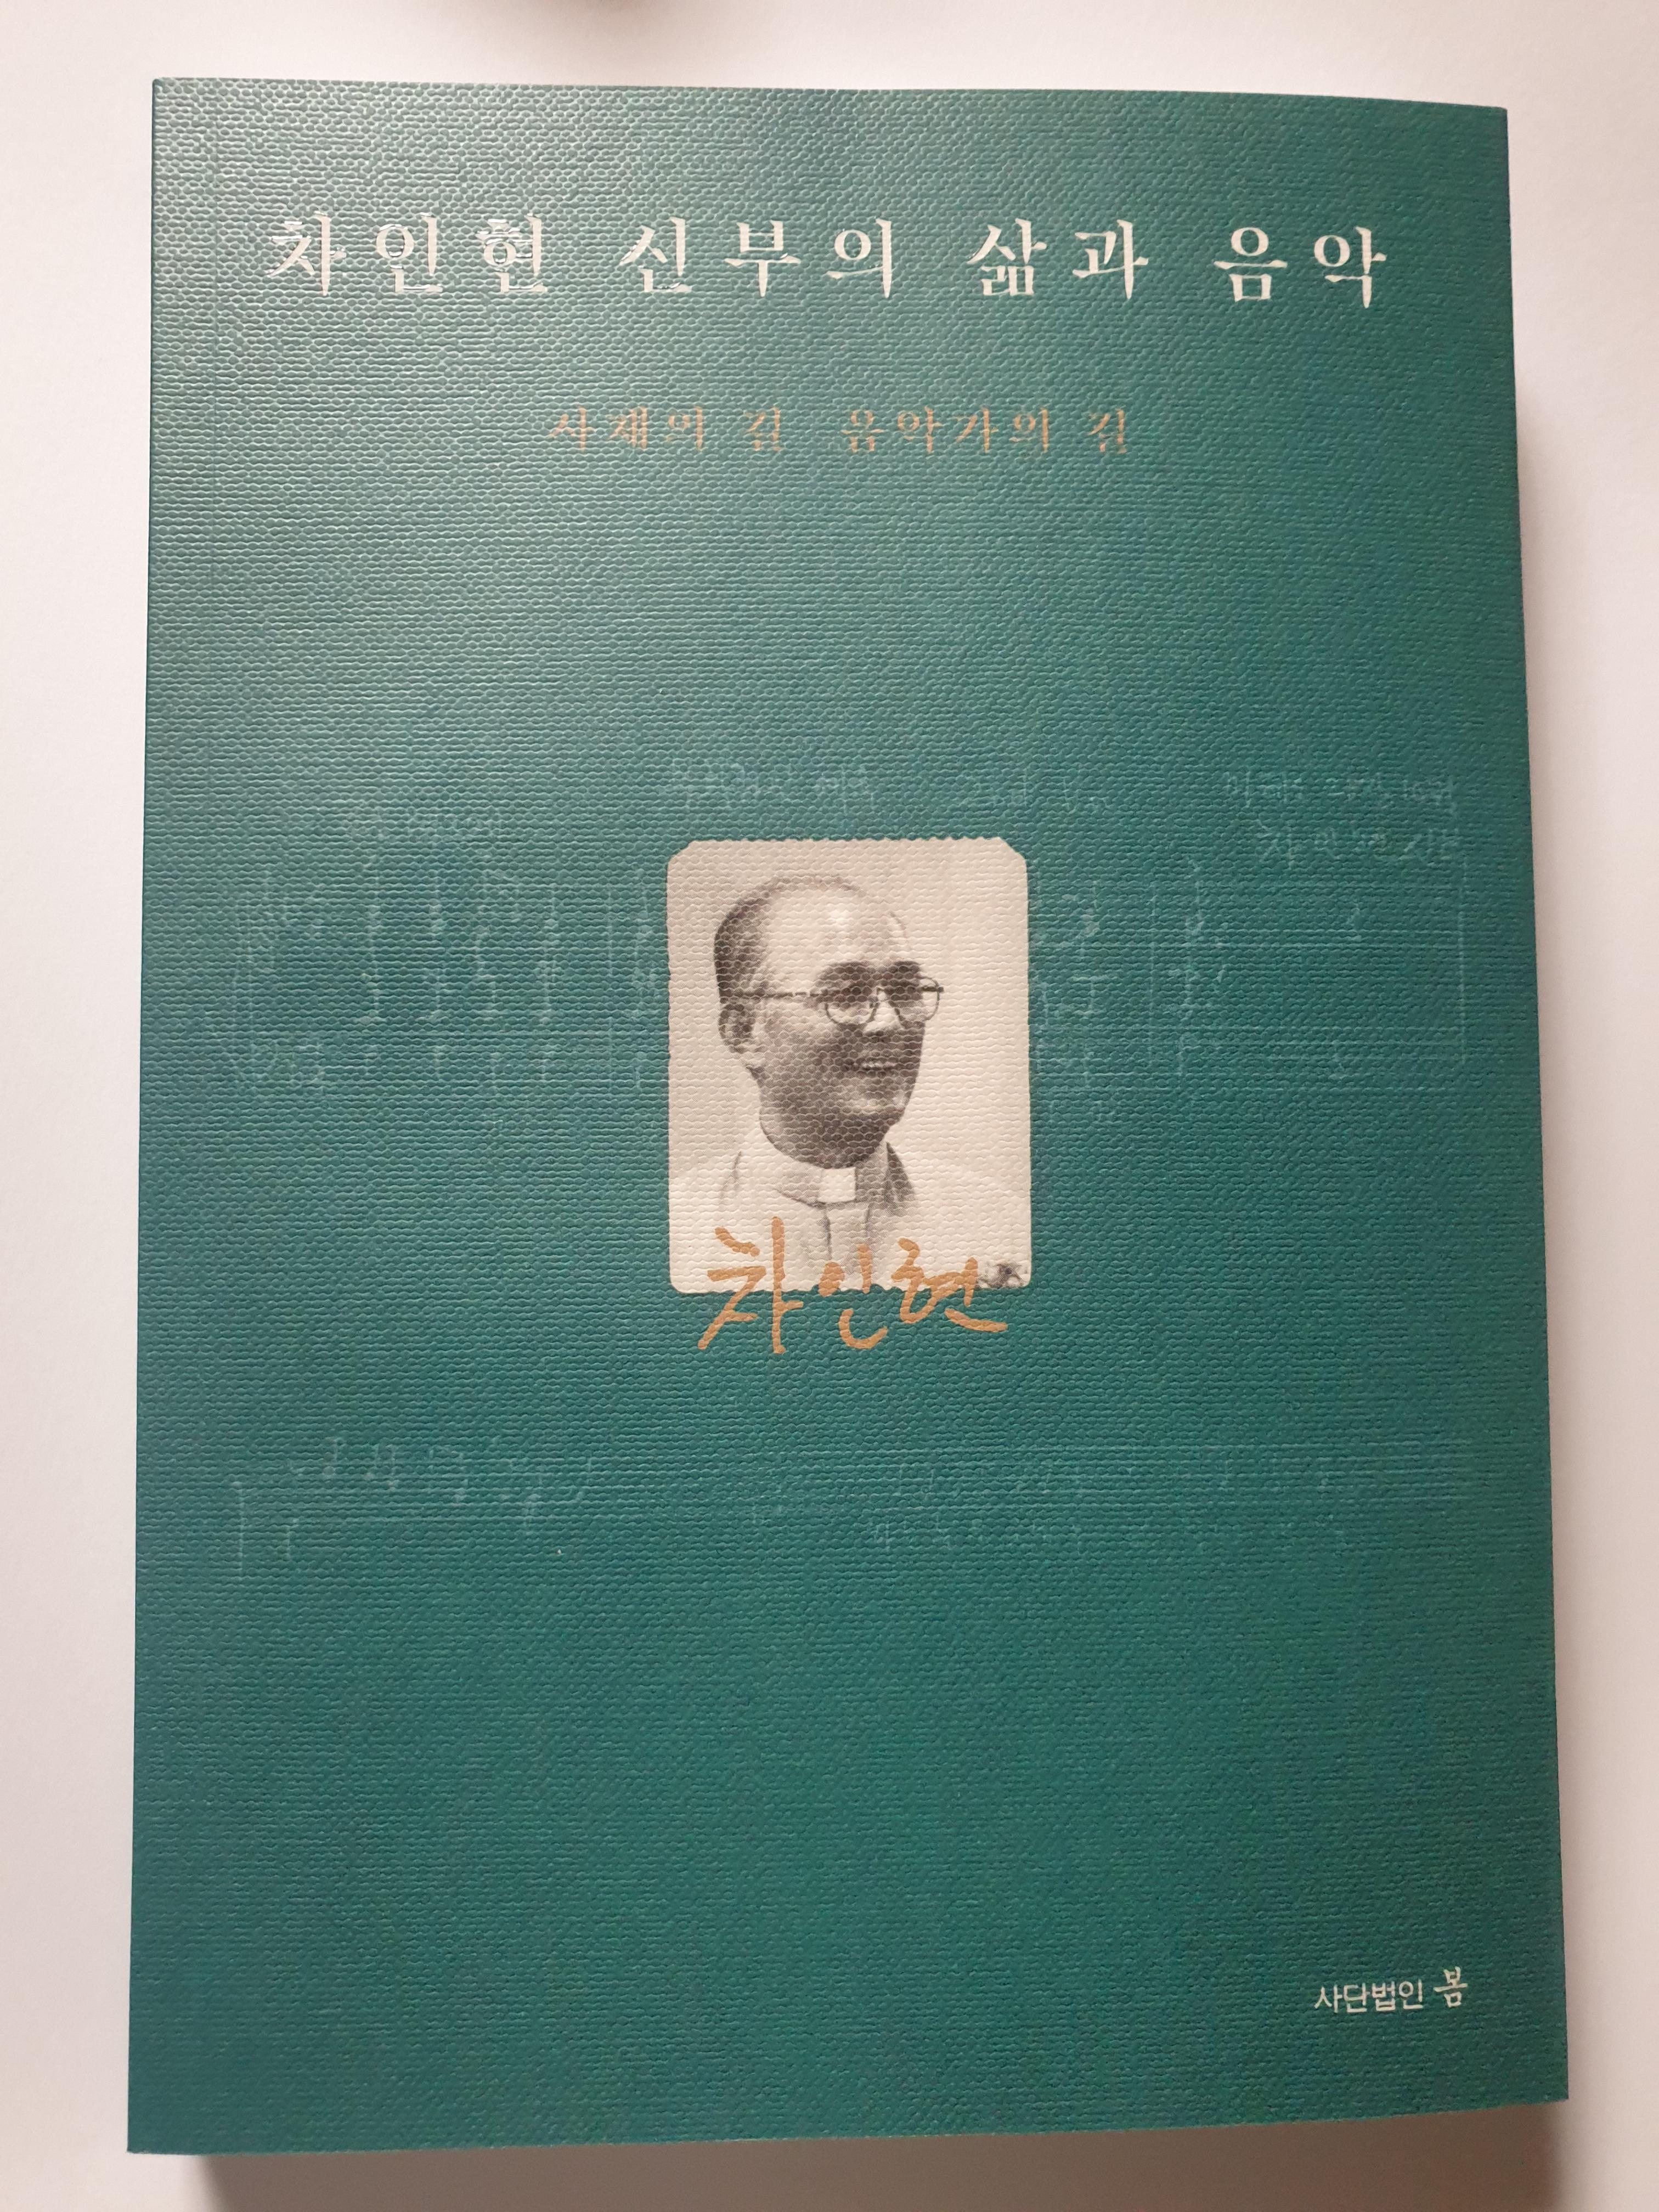 차인현 신부의 삶과 음악
사제의 길 음악가의 길
차인현
사단법인 봄